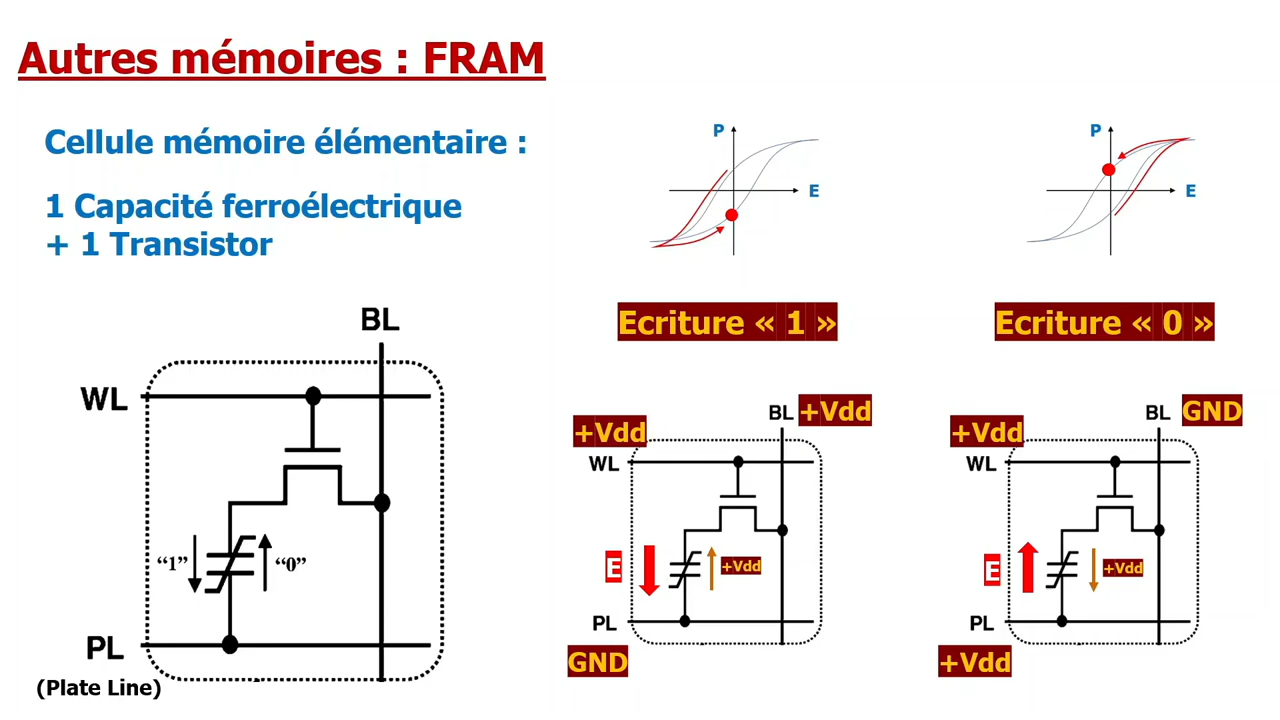 Autres mémoires : FRAM
Cellule mémoire élémentaire :
1 Capacité ferroélectrique
+ 1 Transistor
BL
WL
“1”
“0”
PL
(Plate Line)
P
E
Ecriture « 1 »
BL +Vdd
+Vdd
WL
E
+Vdd
PL
GND
P
E
Ecriture « 0 »
BL GND
+Vdd
WL
E
+Vdd
PL
+Vdd